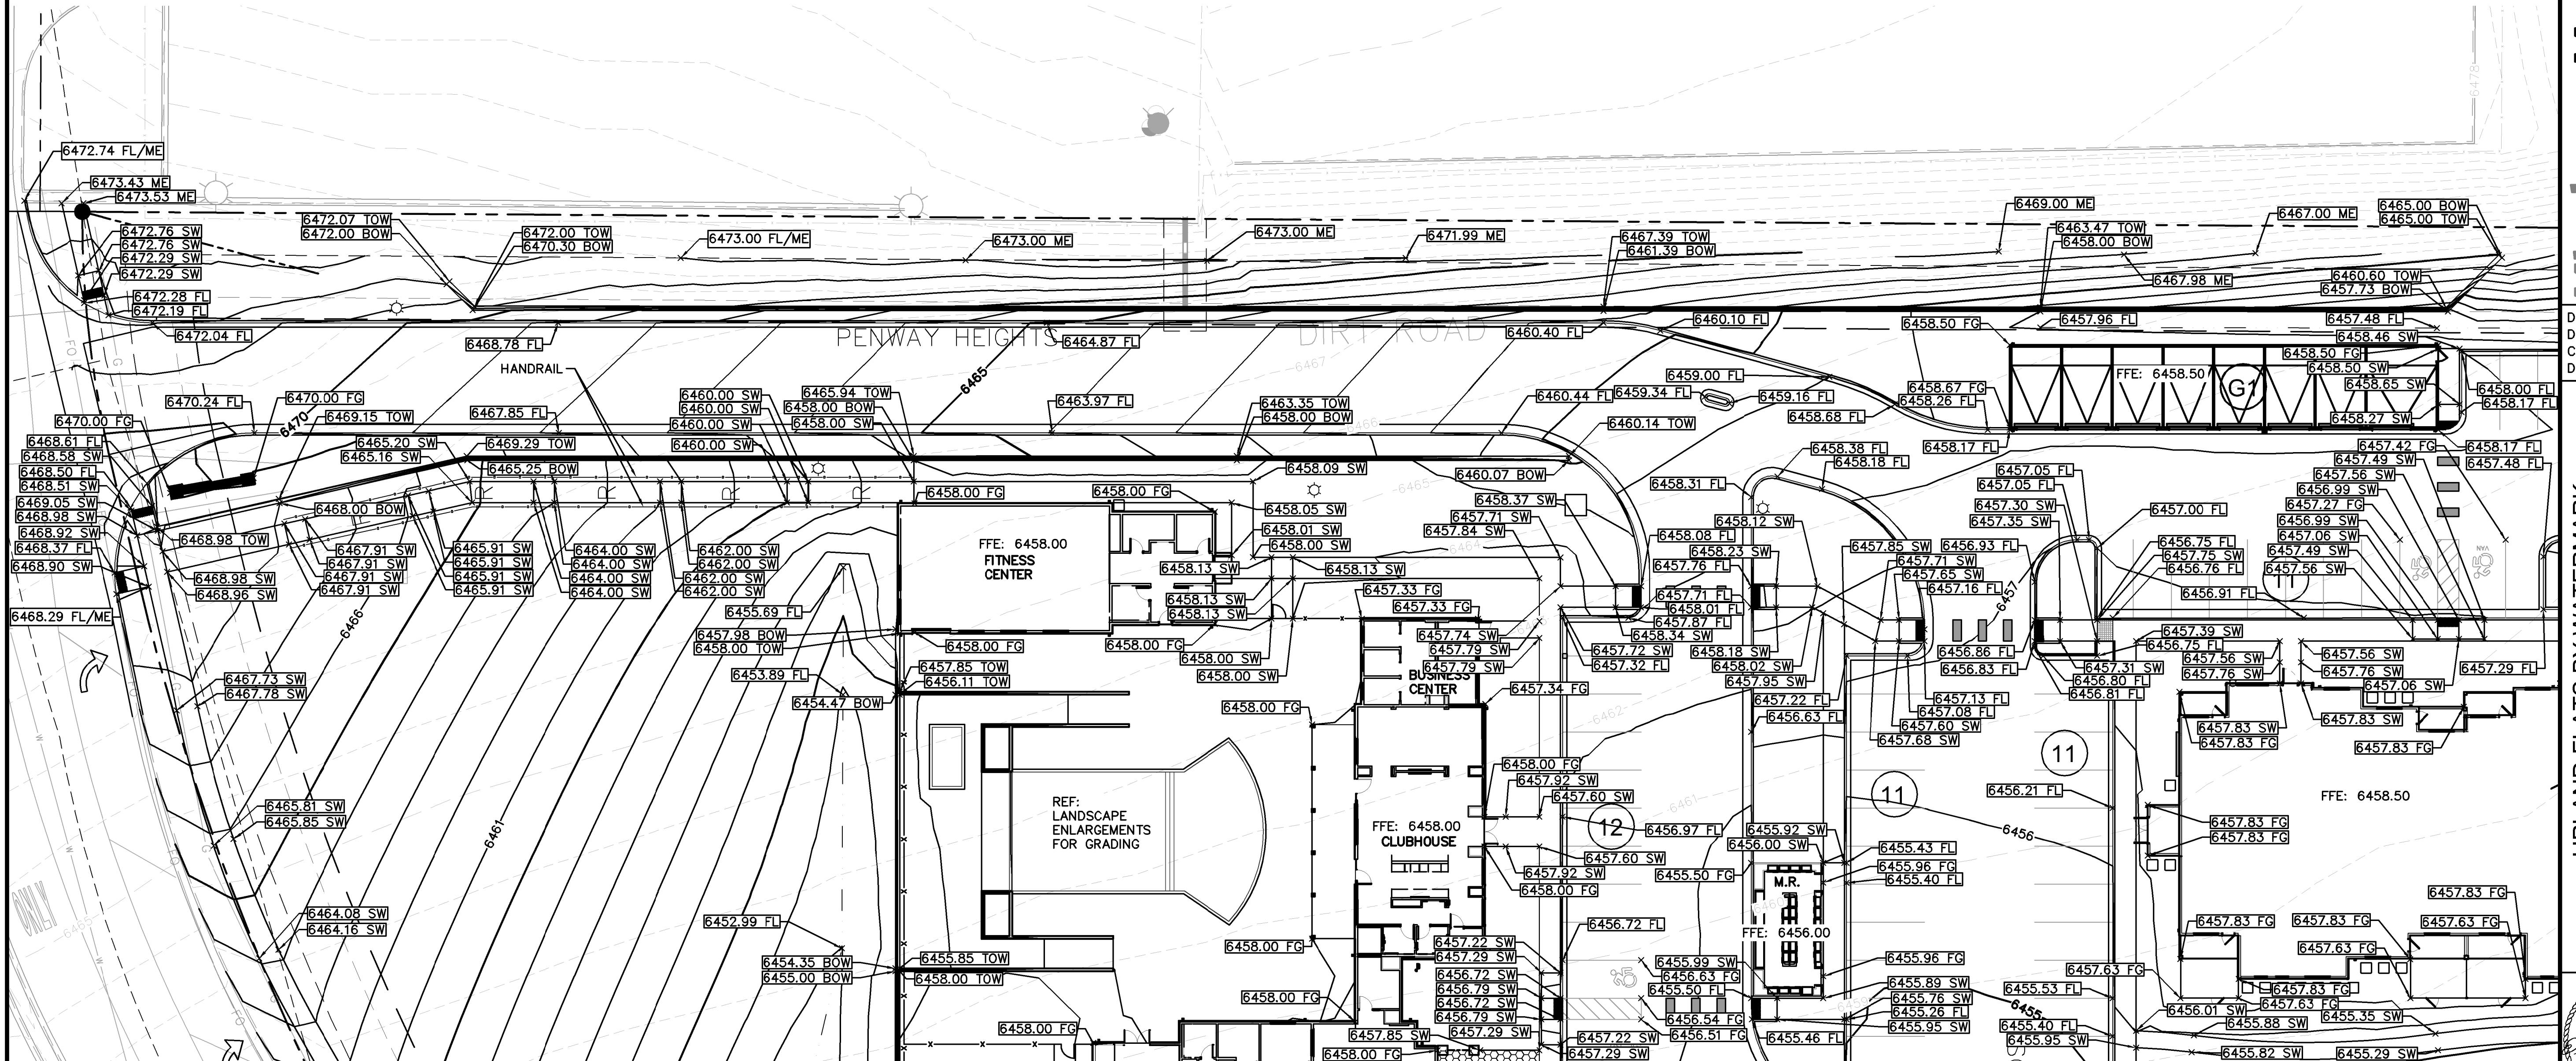 6472.74 FL/ME
6473.43 ME
6473.53 ME
6472.76 SW
6472.76 SW
6472.29 SW
6472.29 SW
6472.28 FL
6472.19 FL
6472.04 FL
6472.07 TOW
6472.00 BOW
6472.00 TOW
6470.30 BOW
6473.00 FL/ME
6473.00 ME
6473.00 ME
6471.99 ME
6467.39 TOW
6461.39 BOW
6469.00 ME
6463.47 TOW
6458.00 BOW
6467.98 ME
6467.00 ME
6465.00 BOW
6465.00 TOW
6460.60 TOW
6457.73 BOW
6478
PENWAY HEIGHTS
DIRT ROAD
6468.78 FL
6464.87 FL
6460.40 FL
6460.10 FL
6458.50 FG
6457.96 FL
6457.48 FL
6458.46 SW
6458.50 FG
6458.50 SW
6458.65 SW
6458.00 FL
6458.17 FL
6458.27 SW
FFE: 6458.50
G1
HANDRAIL
6465
6467
6470
6466
6470.24 FL
6470.00 FG
6469.15 TOW
6467.85 FL
6460.00 SW
6460.00 SW
6460.00 SW
6460.00 SW
6465.94 TOW
6458.00 BOW
6458.00 SW
6463.97 FL
6463.35 TOW
6458.00 BOW
6460.44 FL
6459.00 FL
6459.34 FL
6459.16 FL
6458.68 FL
6458.67 FG
6458.26 FL
6458.17 FL
6470.00 FG
6468.61 FL
6468.58 SW
6468.50 FL
6468.51 SW
6469.05 SW
6468.98 SW
6468.92 SW
6468.37 FL
6468.90 SW
6468.29 FL/ME
6465.20 SW
6465.16 SW
6469.29 TOW
6465.25 BOW
6468.00 BOW
6468.98 TOW
6468.98 SW
6468.96 SW
6467.91 SW
6467.91 SW
6467.91 SW
6467.91 SW
6465.91 SW
6465.91 SW
6465.91 SW
6465.91 SW
6464.00 SW
6464.00 SW
6464.00 SW
6464.00 SW
6462.00 SW
6462.00 SW
6462.00 SW
6462.00 SW
6458.00 FG
6458.00 FG
6458.09 SW
6458.05 SW
6458.01 SW
6458.00 SW
6458.13 SW
6458.13 SW
6458.13 SW
6458.13 SW
6465
6464
6460.14 TOW
6460.07 BOW
6458.37 SW
6457.71 SW
6457.84 SW
FFE: 6458.00
FITNESS
CENTER
6458.38 FL
6458.18 FL
6458.31 FL
6458.12 SW
6458.08 FL
6458.23 SW
6457.76 FL
6457.71 FL
6458.01 FL
6457.87 FL
6458.34 SW
6457.72 SW
6457.32 FL
6458.18 SW
6458.02 SW
6457.95 SW
6457.22 FL
6457.85 SW
6457.71 SW
6457.65 SW
6457.16 FL
6457.13 FL
6457.08 FL
6457.60 SW
6457.68 SW
6457
6457.05 FL
6457.05 FL
6457.30 SW
6457.35 SW
6456.93 FL
6456.86 FL
6456.83 FL
6457.00 FL
6456.75 FL
6457.75 SW
6456.76 FL
6456.91 FL
6457.42 FG
6457.49 SW
6457.56 SW
6456.99 SW
6457.27 FG
6456.99 SW
6457.06 SW
6457.49 SW
6457.56 SW
11
VAN
6458.17 FL
6457.48 FL
6457.39 SW
6456.75 FL
6457.31 SW
6456.80 FL
6456.81 FL
6457.56 SW
6457.76 SW
6457.56 SW
6457.76 SW
6457.06 SW
6457.29 FL
6457.83 SW
6457.83 FG
6457.83 SW
6457.83 FG
6455.69 FL
6457.98 BOW
6458.00 TOW
6453.89 FL
6454.47 BOW
6457.85 TOW
6456.11 TOW
6458.00 FG
6458.00 FG
6458.00 SW
6458.00 SW
6457.33 FG
6457.33 FG
6457.74 SW
6457.79 SW
6457.79 SW
BUSINESS
CENTER
6457.34 FG
6458.00 FG
6466
6467.73 SW
6467.78 SW
6465.81 SW
6465.85 SW
6464.08 SW
6464.16 SW
6461
6465
ONLY
REF:
LANDSCAPE
ENLARGEMENTS
FOR GRADING
FFE: 6458.00
CLUBHOUSE
6458.00 FG
6457.92 SW
6457.60 SW
6457.60 SW
6457.92 SW
6458.00 FG
12
6462
6461
6456.63 FL
6456.97 FL
6455.92 SW
6456.00 SW
6455.50 FG
M.R.
FFE: 6456.00
6455.43 FL
6455.96 FG
6455.40 FL
11
11
6456
6456.21 FL
FFE: 6458.50
6457.83 FG
6457.83 FG
6457.83 FG
6457.83 FG
6457.83 FG
6457.63 FG
6457.63 FG
6457.63 FG
6457.83 FG
6457.63 FG
6452.99 FL
6454.35 BOW
6455.00 BOW
6455.85 TOW
6458.00 TOW
6458.00 FG
6458.00 FG
6458.00 FG
6457.22 SW
6457.29 SW
6456.72 SW
6456.79 SW
6456.72 SW
6456.79 SW
6457.29 SW
6457.85 SW
6458.00 FG
6456.72 FL
6456.63 FG
6455.50 FL
6455.99 SW
6456.54 FG
6456.51 FG
6457.22 SW
6457.29 SW
6455.96 FG
6455.89 SW
6455.76 SW
6455.26 FL
6455.95 SW
6455.46 FL
6455
6455.53 FL
6455.40 FL
6455.95 SW
6456.01 SW
6455.88 SW
6455.35 SW
6455.82 SW
6455.29 SW